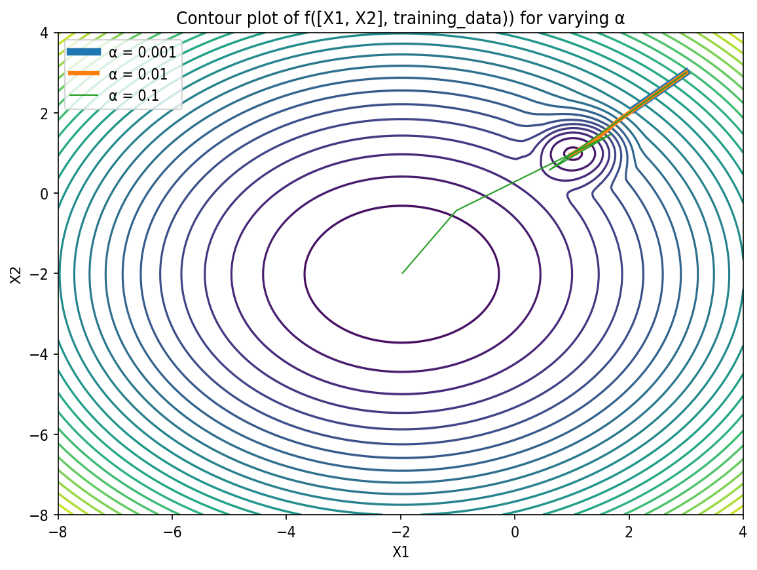 Contour plot of f([X1, X2], training_data)) for varying α
α = 0.001
α = 0.01
α = 0.1
4
2
0
−2
−4
−6
−8
X2
−8 −6 −4 −2 0 2 4
X1